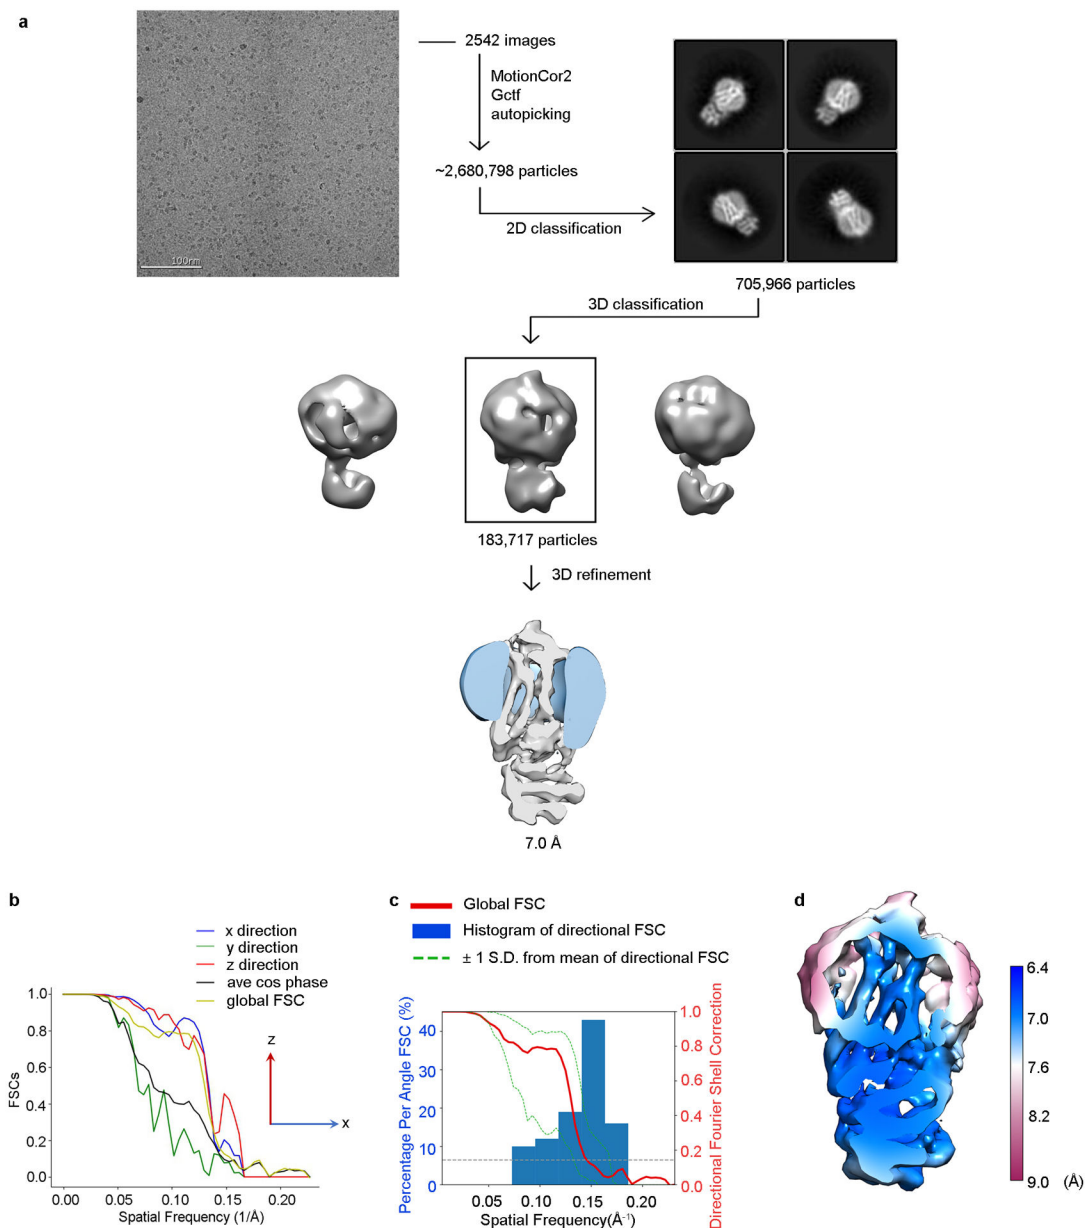 a
2542 images
MotionCor2
Gctf
autopicking
~2,680,798 particles
2D classification
100nm
705,966 particles
3D classification
183,717 particles
3D refinement
7.0 Å
b
x direction
y direction
z direction
ave cos phase
global FSC
1.0
0.8
0.6
0.4
0.2
0.0
FSCs
z
x
0.00
0.05
0.10
0.15
0.20
Spatial Frequency (1/Å)
c
Global FSC
Histogram of directional FSC
± 1 S.D. from mean of directional FSC
Percentage Per Angle FSC (%)
40
30
20
10
0
1.0
0.8
0.6
0.4
0.2
0.0
Directional Fourier Shell Correction
0.05
0.10
0.15
0.20
Spatial Frequency(Å⁻¹)
d
6.4
7.0
7.6
8.2
9.0
(Å)